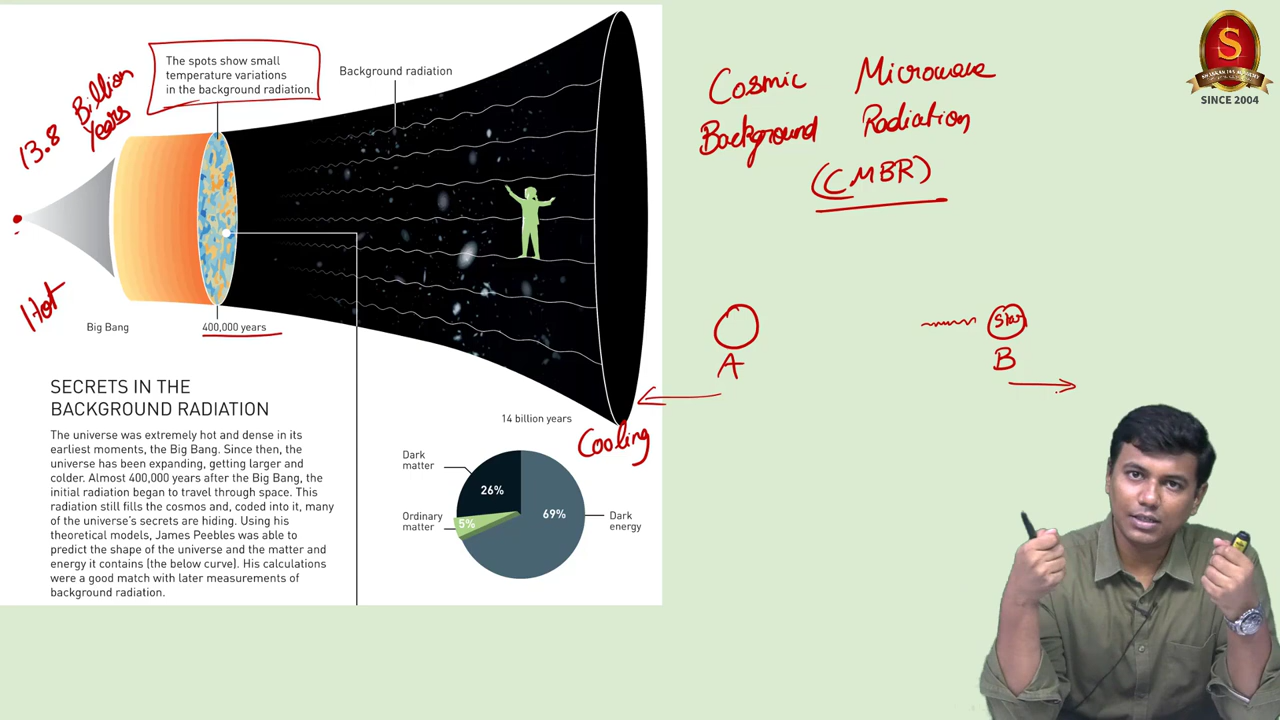 13.8 Billion
Years
The spots show small
temperature variations
in the background radiation.
Background radiation
Hot
Big Bang
400,000 years
14 billion years
Cooling
SECRETS IN THE
BACKGROUND RADIATION
The universe was extremely hot and dense in its
earliest moments, the Big Bang. Since then, the
universe has been expanding, getting larger and
colder. Almost 400,000 years after the Big Bang, the
initial radiation began to travel through space. This
radiation still fills the cosmos and, coded into it, many
of the universe's secrets are hiding. Using his
theoretical models, James Peebles was able to
predict the shape of the universe and the matter and
energy it contains (the below curve). His calculations
were a good match with later measurements of
background radiation.
Dark
matter
26%
Ordinary
matter
5%
69%
Dark
energy
Cosmic Microwave
Background Radiation
(CMBR)
A
Star
B
S
SINCE 2004